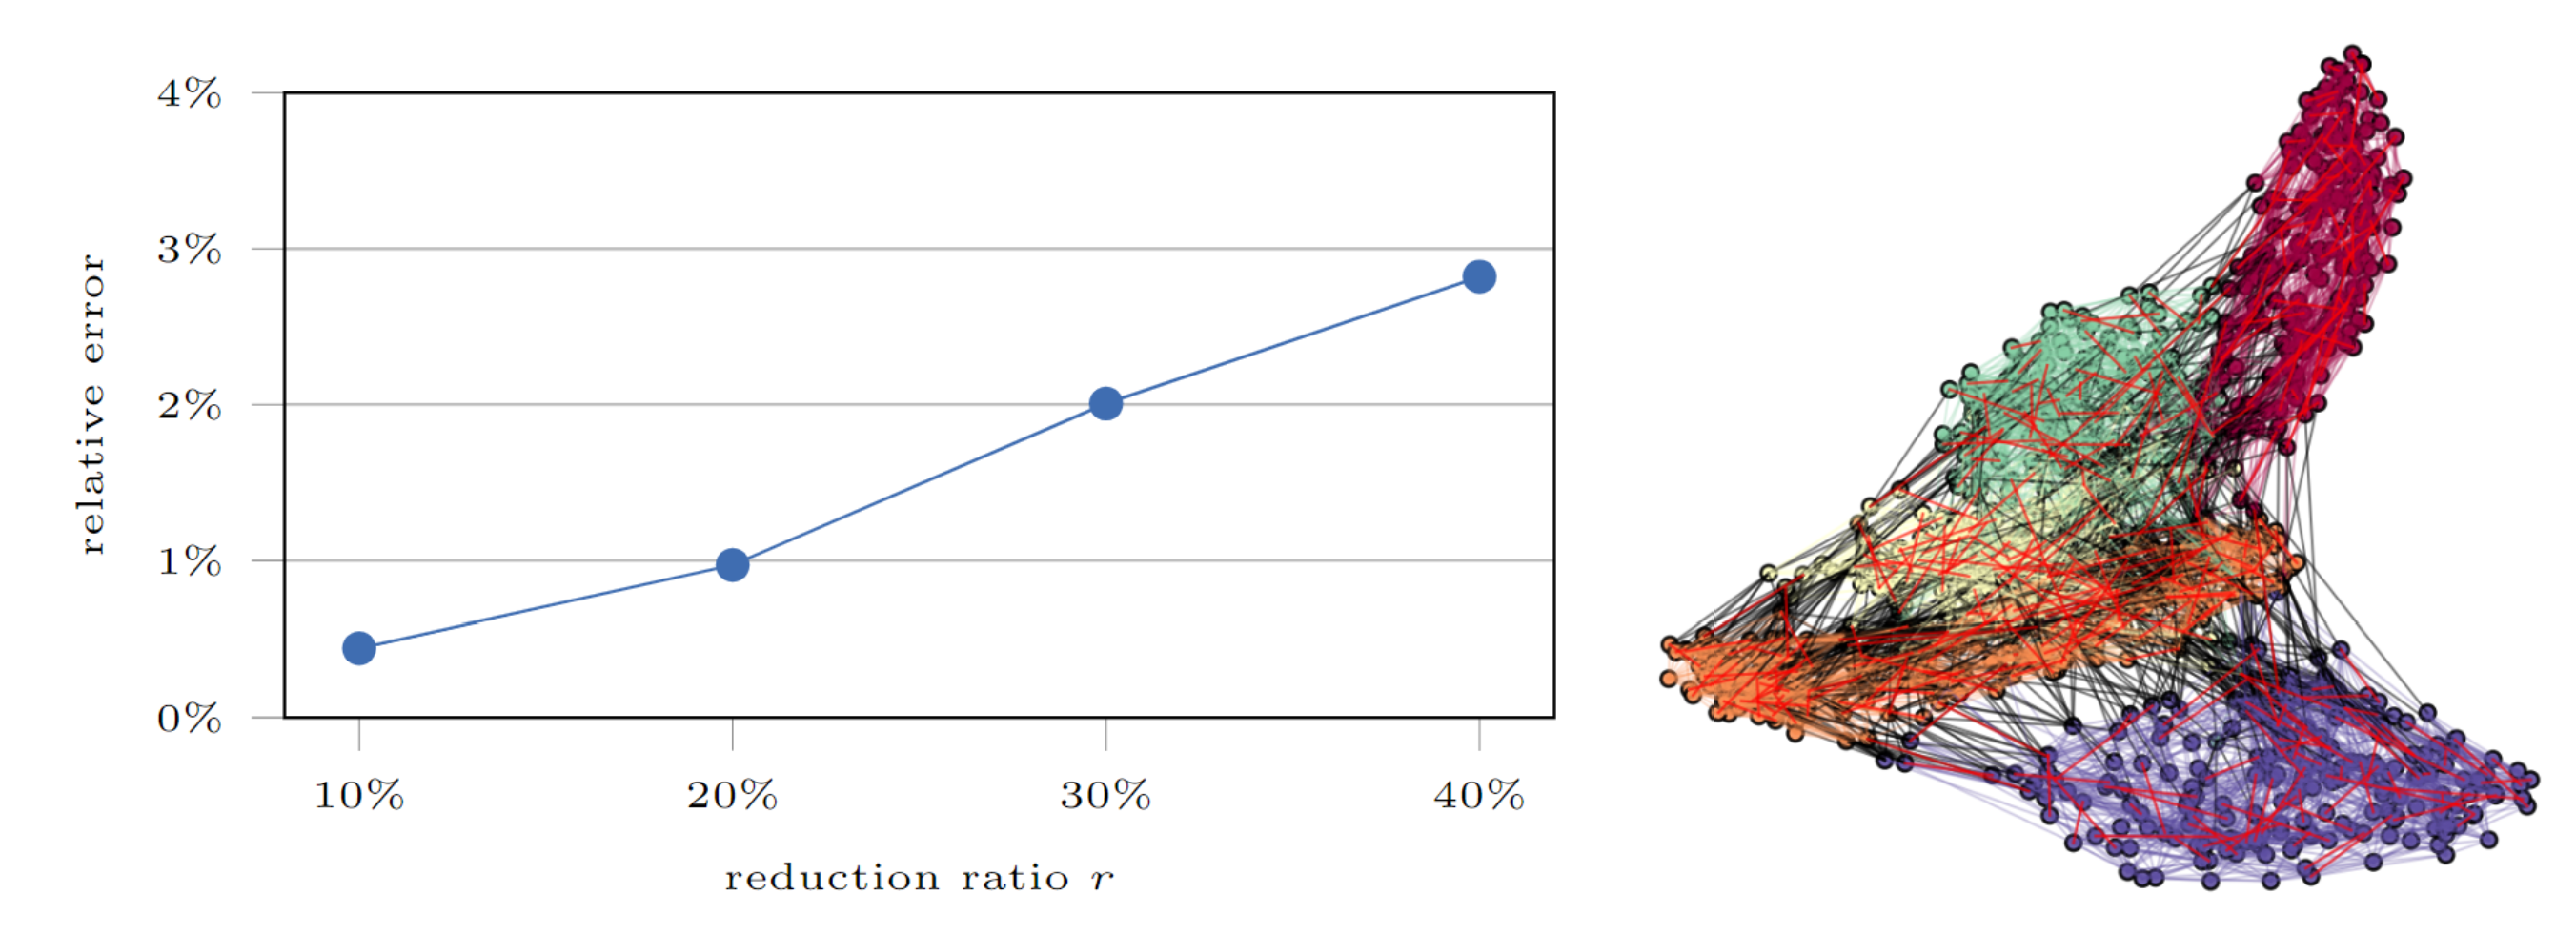 4%
3%
2%
1%
0%
relative error
10% 20% 30% 40%
reduction ratio r